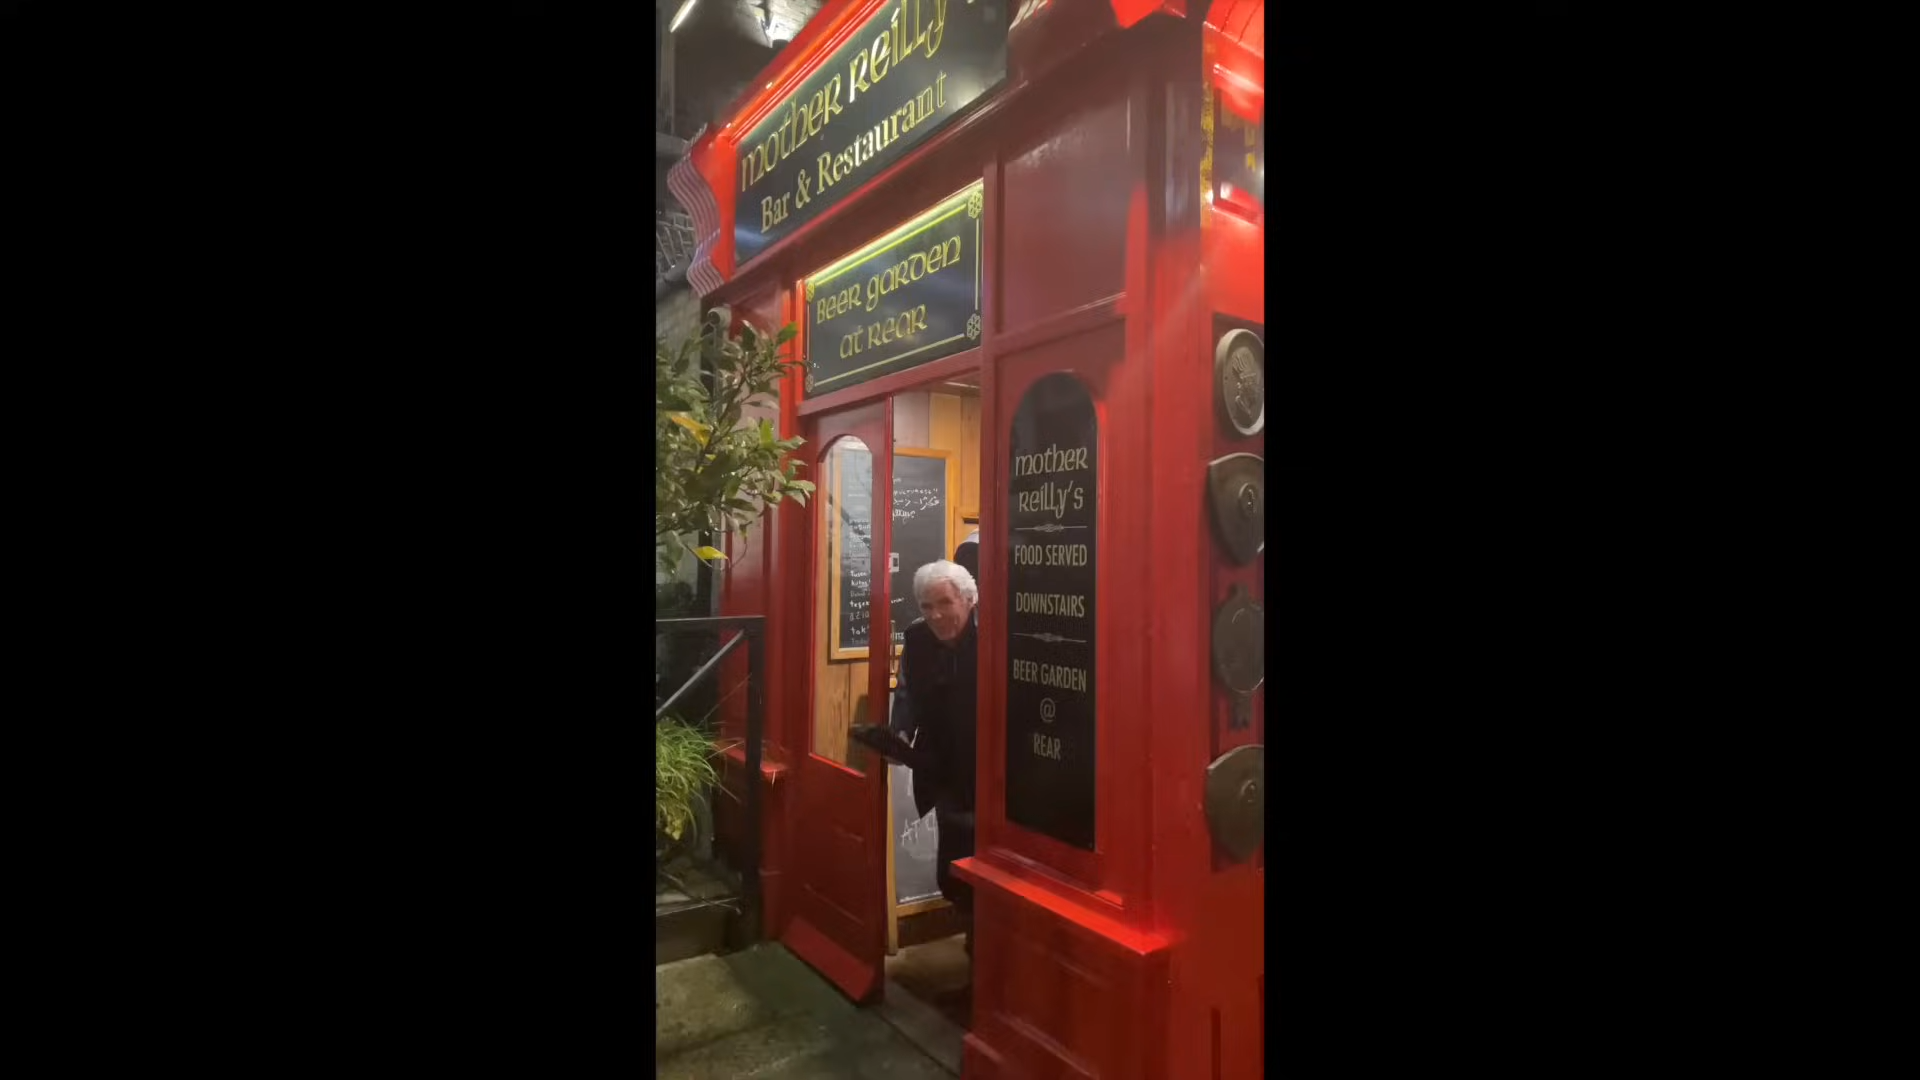 mother Reilly's
Bar & Restaurant
Beer garden
at Rear
mother
Reilly's
FOOD SERVED
DOWNSTAIRS
BEER GARDEN
@
REAR